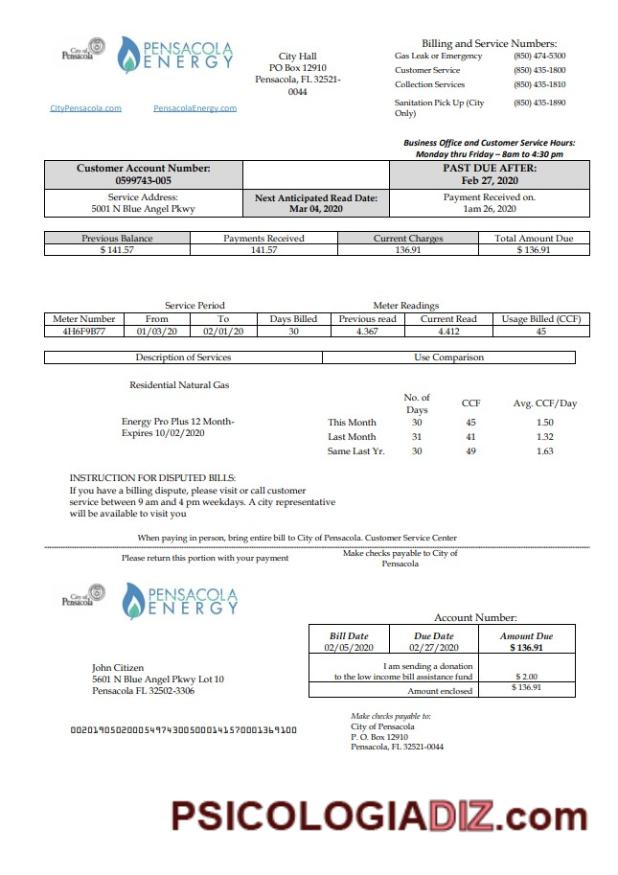 City of
Pensacola
PENSACOLA
ENERGY
CityPensacola.com PensacolaEnergy.com
City Hall
PO Box 12910
Pensacola, FL 32521-
0044
Billing and Service Numbers:
Gas Leak or Emergency (850) 474-5300
Customer Service (850) 435-1800
Collection Services (850) 435-1810
Sanitation Pick Up (City (850) 435-1890
Only)
Business Office and Customer Service Hours:
Monday thru Friday – 8am to 4:30 pm
Customer Account Number: PAST DUE AFTER:
0599743-005 Feb 27, 2020
Service Address: Next Anticipated Read Date: Payment Received on.
5001 N Blue Angel Pkwy Mar 04, 2020 1am 26, 2020
Previous Balance Payments Received Current Charges Total Amount Due
$ 141.57 141.57 136.91 $ 136.91
Service Period Meter Readings
Meter Number From To Days Billed Previous read Current Read Usage Billed (CCF)
4H6F9B77 01/03/20 02/01/20 30 4.367 4.412 45
Description of Services Use Comparison
Residential Natural Gas
Energy Pro Plus 12 Month-
Expires 10/02/2020
No. of
Days CCF Avg. CCF/Day
This Month 30 45 1.50
Last Month 31 41 1.32
Same Last Yr. 30 49 1.63
INSTRUCTION FOR DISPUTED BILLS:
If you have a billing dispute, please visit or call customer
service between 9 am and 4 pm weekdays. A city representative
will be available to visit you
When paying in person, bring entire bill to City of Pensacola. Customer Service Center
Please return this portion with your payment
Make checks payable to City of
Pensacola
City of
Pensacola
PENSACOLA
ENERGY
Account Number:
Bill Date Due Date Amount Due
02/05/2020 02/27/2020 $ 136.91
I am sending a donation
to the low income bill assistance fund $ 2.00
Amount enclosed $ 136.91
John Citizen
5601 N Blue Angel Pkwy Lot 10
Pensacola FL 32502-3306
Make checks payable to:
City of Pensacola
P. O. Box 12910
Pensacola, FL 32521-0044
0020190502000549743005000141570001369100
PSICOLOGIADIZ.com